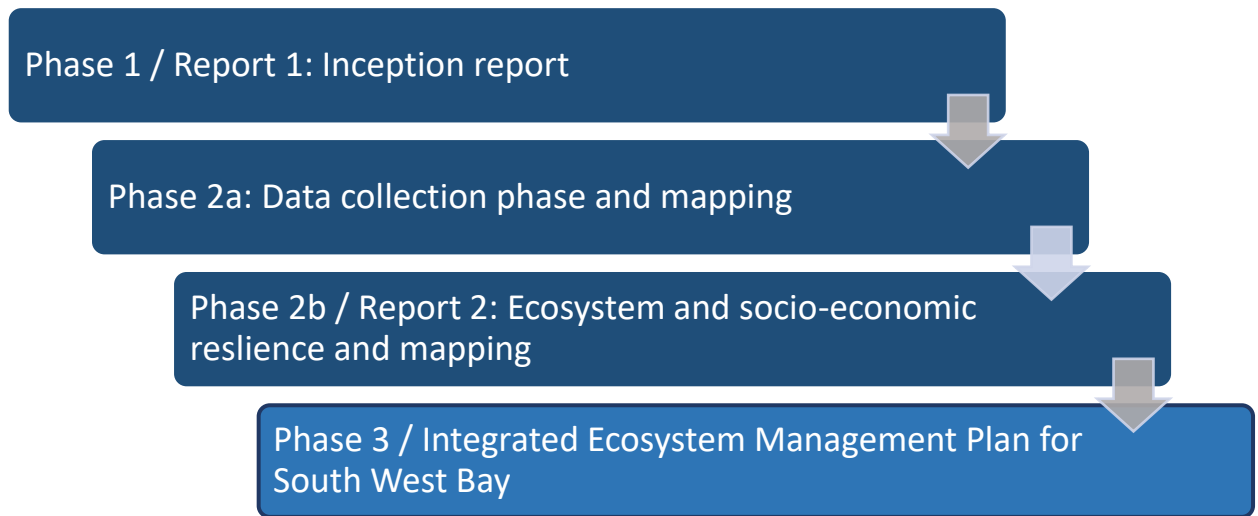 Phase 1 / Report 1: Inception report
Phase 2a: Data collection phase and mapping
Phase 2b / Report 2: Ecosystem and socio-economic
reslience and mapping
Phase 3 / Integrated Ecosystem Management Plan for
South West Bay